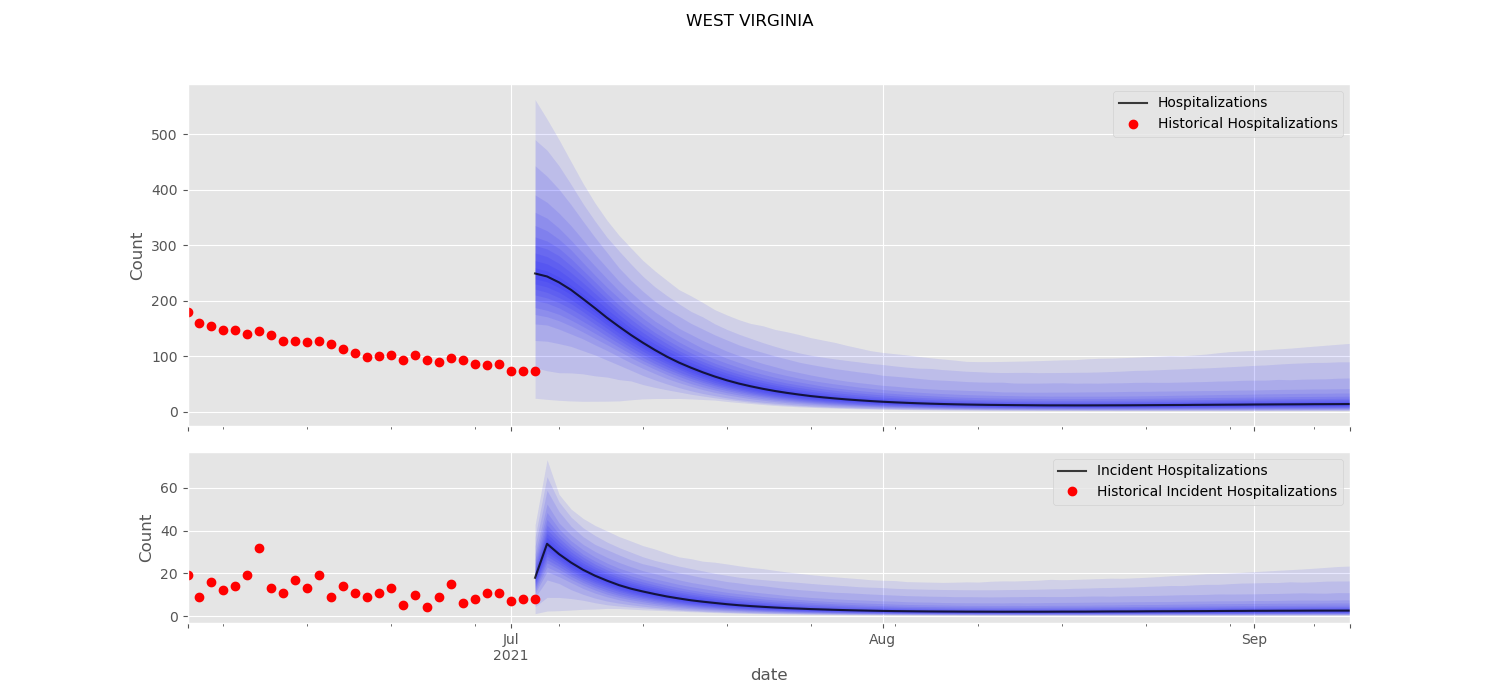 WEST VIRGINIA
Hospitalizations
Historical Hospitalizations
500
400
300
200
100
0
Count
Incident Hospitalizations
Historical Incident Hospitalizations
60
40
20
0
Count
Jul
2021
Aug
Sep
date